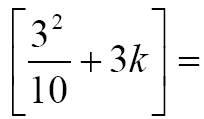 [3²/10 + 3k] =